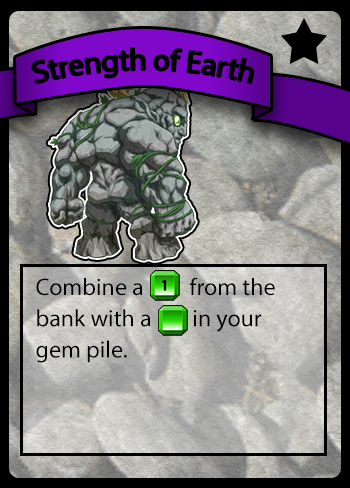 Strength of Earth
Combine a 1 from the
bank with a in your
gem pile.